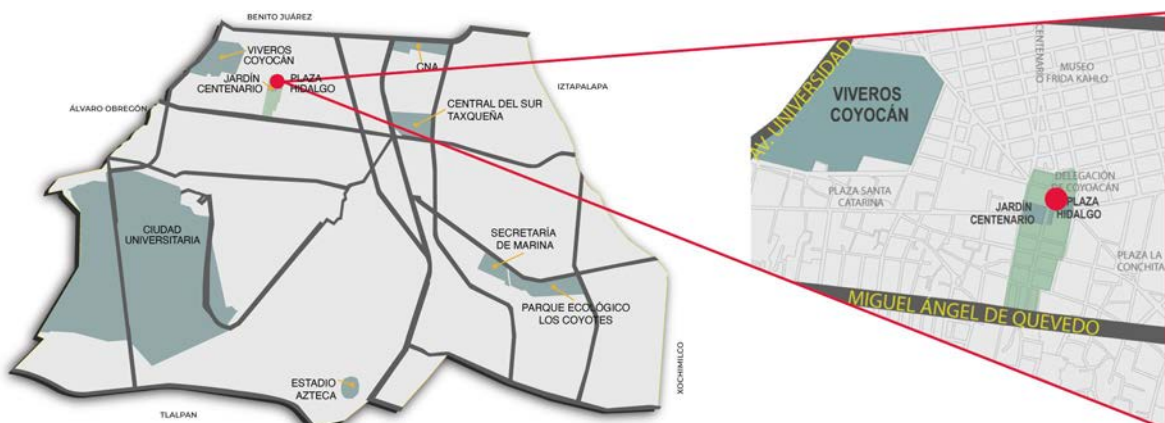 BENITO JUÁREZ
VIVEROS
COYOCÁN
CNA
JARDÍN
CENTENARIO
PLAZA
HIDALGO
IZTAPALAPA
ÁLVARO OBREGÓN
CENTRAL DEL SUR
TAXQUEÑA
CIUDAD
UNIVERSITARIA
SECRETARÍA
DE MARINA
PARQUE ECOLÓGICO
LOS COYOTES
ESTADIO
AZTECA
XOCHIMILCO
TLALPAN
AV. UNIVERSIDAD
VIVEROS
COYOCÁN
CENTENARIO
MUSEO
FRIDA KAHLO
PLAZA SANTA
CATARINA
DELEGACIÓN
DE COYOACÁN
JARDÍN
CENTENARIO
PLAZA
HIDALGO
PLAZA LA
CONCHITA
MIGUEL ÁNGEL DE QUEVEDO